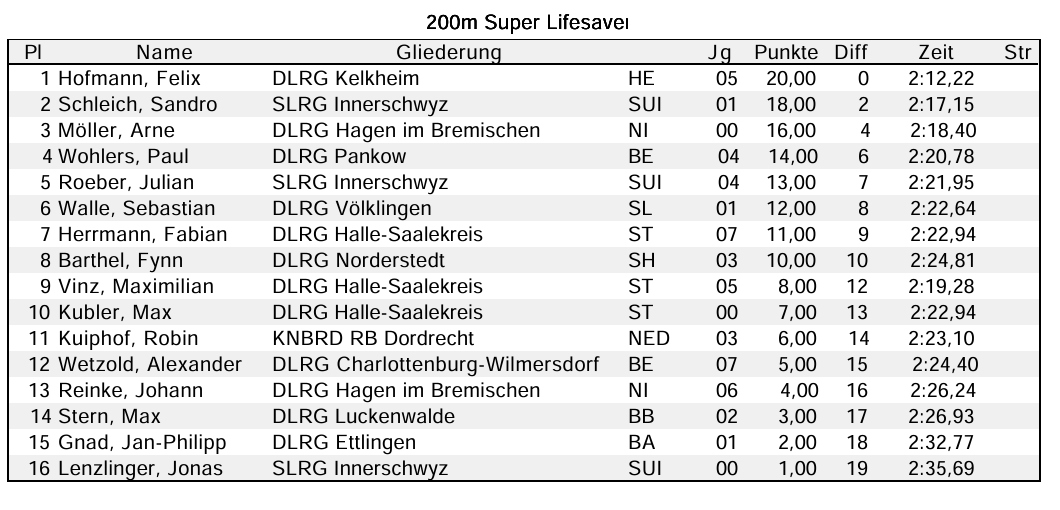 200m Super Lifesaver
Pl Name Gliederung Jg Punkte Diff Zeit Str
1 Hofmann, Felix DLRG Kelkheim HE 05 20,00 0 2:12,22
2 Schleich, Sandro SLRG Innerschwyz SUI 01 18,00 2 2:17,15
3 Möller, Arne DLRG Hagen im Bremischen NI 00 16,00 4 2:18,40
4 Wohlers, Paul DLRG Pankow BE 04 14,00 6 2:20,78
5 Roeber, Julian SLRG Innerschwyz SUI 04 13,00 7 2:21,95
6 Walle, Sebastian DLRG Völklingen SL 01 12,00 8 2:22,64
7 Herrmann, Fabian DLRG Halle-Saalekreis ST 07 11,00 9 2:22,94
8 Barthel, Fynn DLRG Norderstedt SH 03 10,00 10 2:24,81
9 Vinz, Maximilian DLRG Halle-Saalekreis ST 05 8,00 12 2:19,28
10 Kubler, Max DLRG Halle-Saalekreis ST 00 7,00 13 2:22,94
11 Kuiphof, Robin KNBRD RB Dordrecht NED 03 6,00 14 2:23,10
12 Wetzold, Alexander DLRG Charlottenburg-Wilmersdorf BE 07 5,00 15 2:24,40
13 Reinke, Johann DLRG Hagen im Bremischen NI 06 4,00 16 2:26,24
14 Stern, Max DLRG Luckenwalde BB 02 3,00 17 2:26,93
15 Gnad, Jan-Philipp DLRG Ettlingen BA 01 2,00 18 2:32,77
16 Lenzlinger, Jonas SLRG Innerschwyz SUI 00 1,00 19 2:35,69